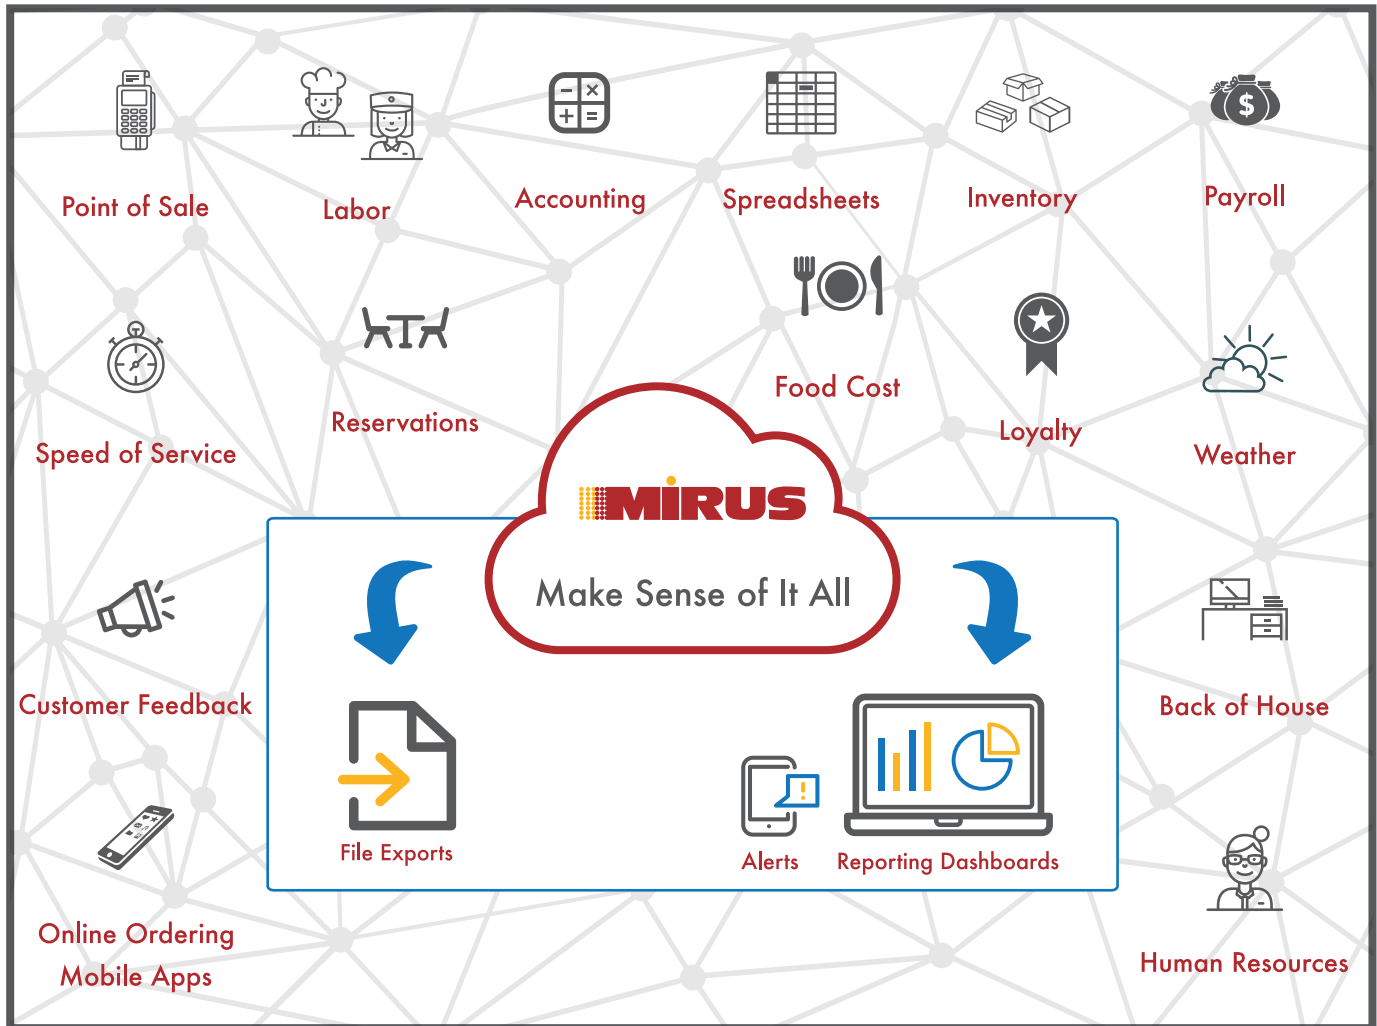 Point of Sale
Labor
Accounting
Spreadsheets
Inventory
Payroll
Speed of Service
Reservations
Food Cost
Loyalty
Weather
MiRUS
Make Sense of It All
Customer Feedback
Back of House
File Exports
Alerts
Reporting Dashboards
Online Ordering
Mobile Apps
Human Resources